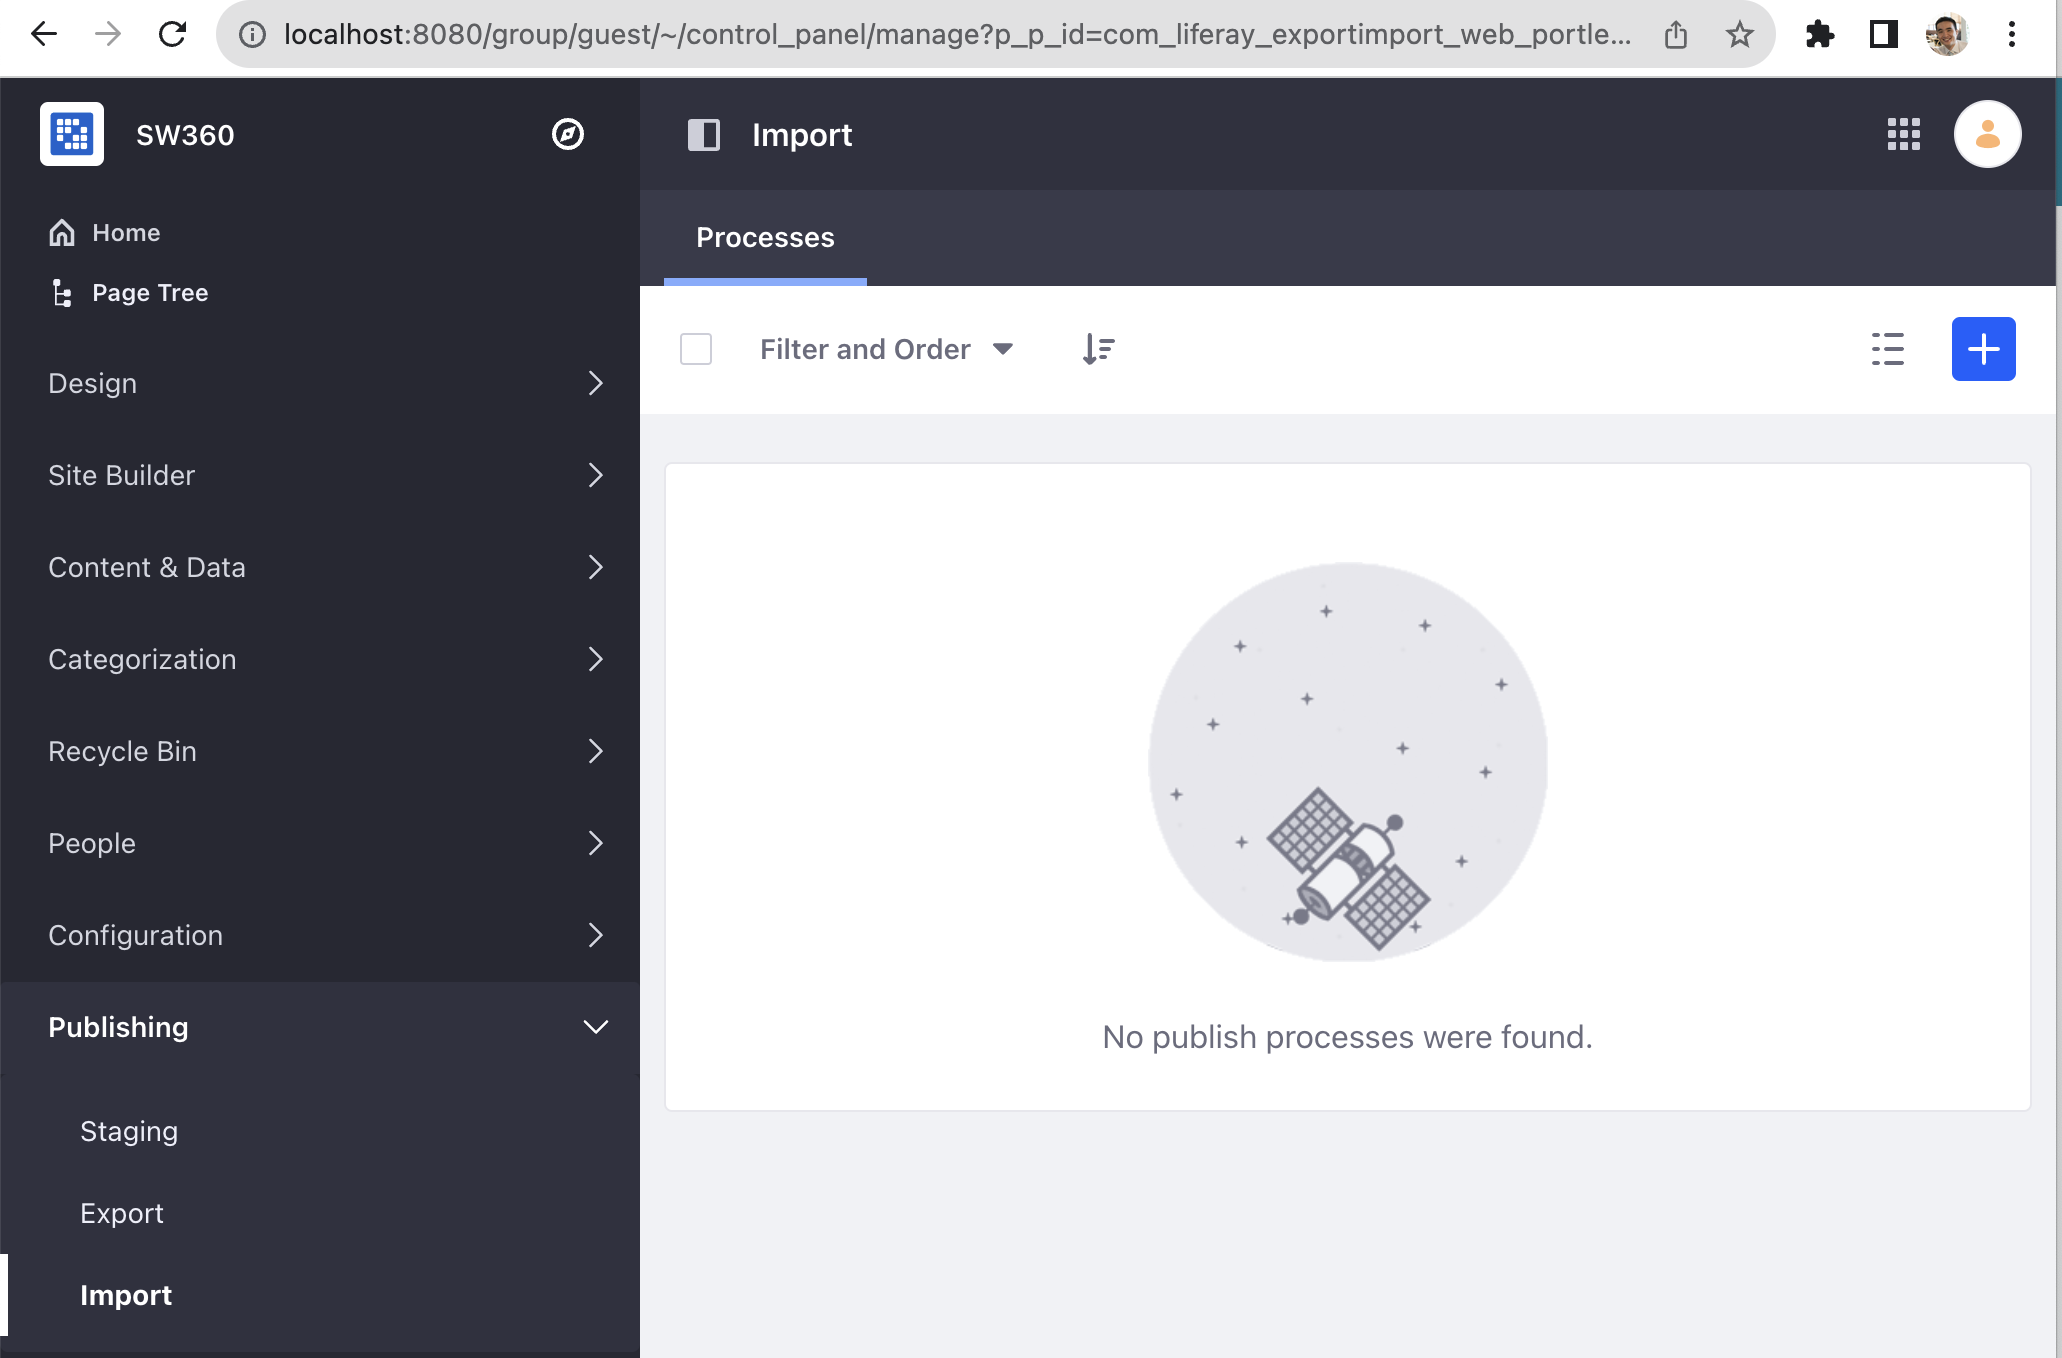 localhost:8080/group/guest/~/control_panel/manage?p_p_id=com_liferay_exportimport_web_portle...
SW360
Import
Home
Page Tree
Processes
Filter and Order
Design
Site Builder
Content & Data
Categorization
Recycle Bin
People
Configuration
Publishing
Staging
Export
Import
No publish processes were found.